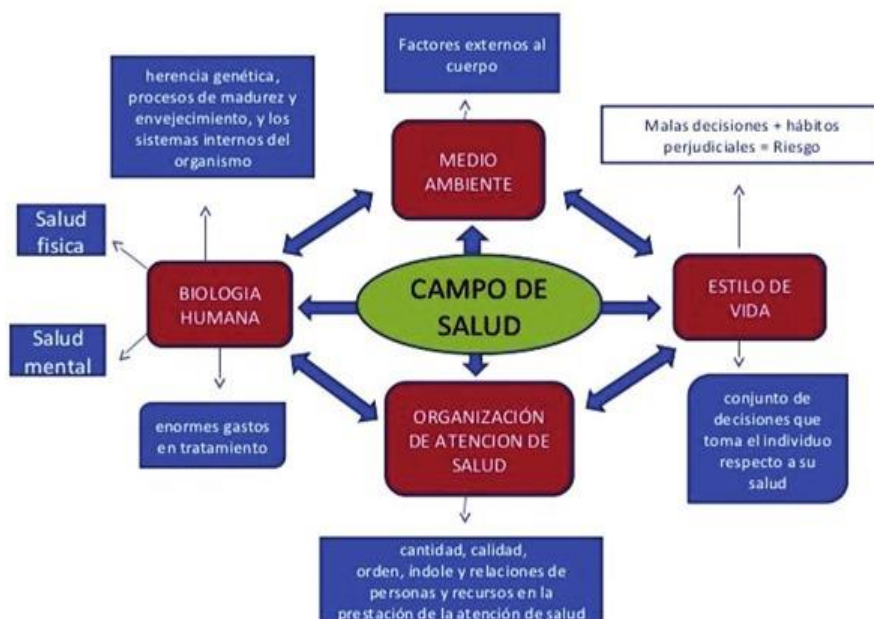 Factores externos al
cuerpo
herencia genética,
procesos de madurez y
envejecimiento, y los
sistemas internos del
organismo
Malas decisiones + hábitos
perjudiciales = Riesgo
MEDIO
AMBIENTE
Salud
fisica
BIOLOGIA
HUMANA
CAMPO DE
SALUD
ESTILO DE
VIDA
Salud
mental
enormes gastos
en tratamiento
ORGANIZACIÓN
DE ATENCION DE
SALUD
conjunto de
decisiones que
toma el individuo
respecto a su
salud
cantidad, calidad,
orden, índole y relaciones de
personas y recursos en la
prestación de la atención de salud